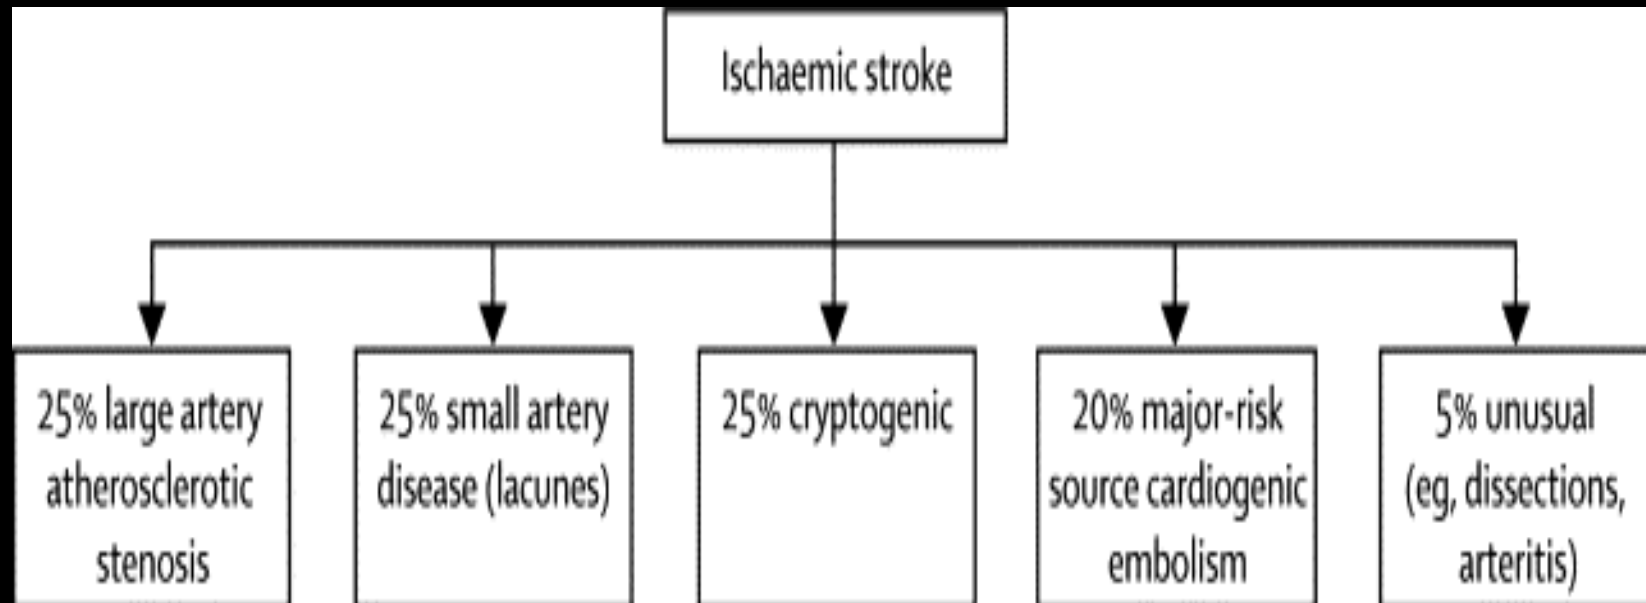 Ischaemic stroke
25% large artery
atherosclerotic
stenosis
25% small artery
disease (lacunes)
25% cryptogenic
20% major-risk
source cardiogenic
embolism
5% unusual
(eg, dissections,
arteritis)